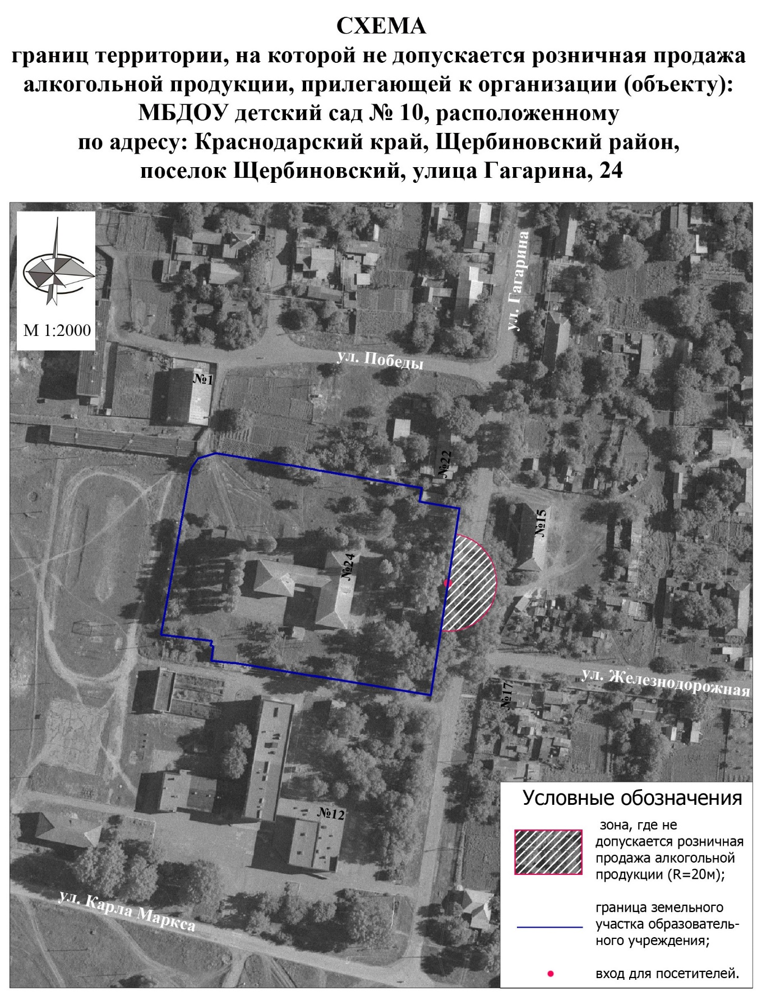 СХЕМА
границ территории, на которой не допускается розничная продажа
алкогольной продукции, прилегающей к организации (объекту):
МБДОУ детский сад № 10, расположенному
по адресу: Краснодарский край, Щербиновский район,
поселок Щербиновский, улица Гагарина, 24
М 1:2000
ул. Гагарина
ул. Победы
№1
№22
№15
№24
ул. Железнодорожная
№17
№12
ул. Карла Маркса
Условные обозначения
зона, где не
допускается розничная
продажа алкогольной
продукции (R=20м);
граница земельного
участка образователь-
ного учреждения;
вход для посетителей.